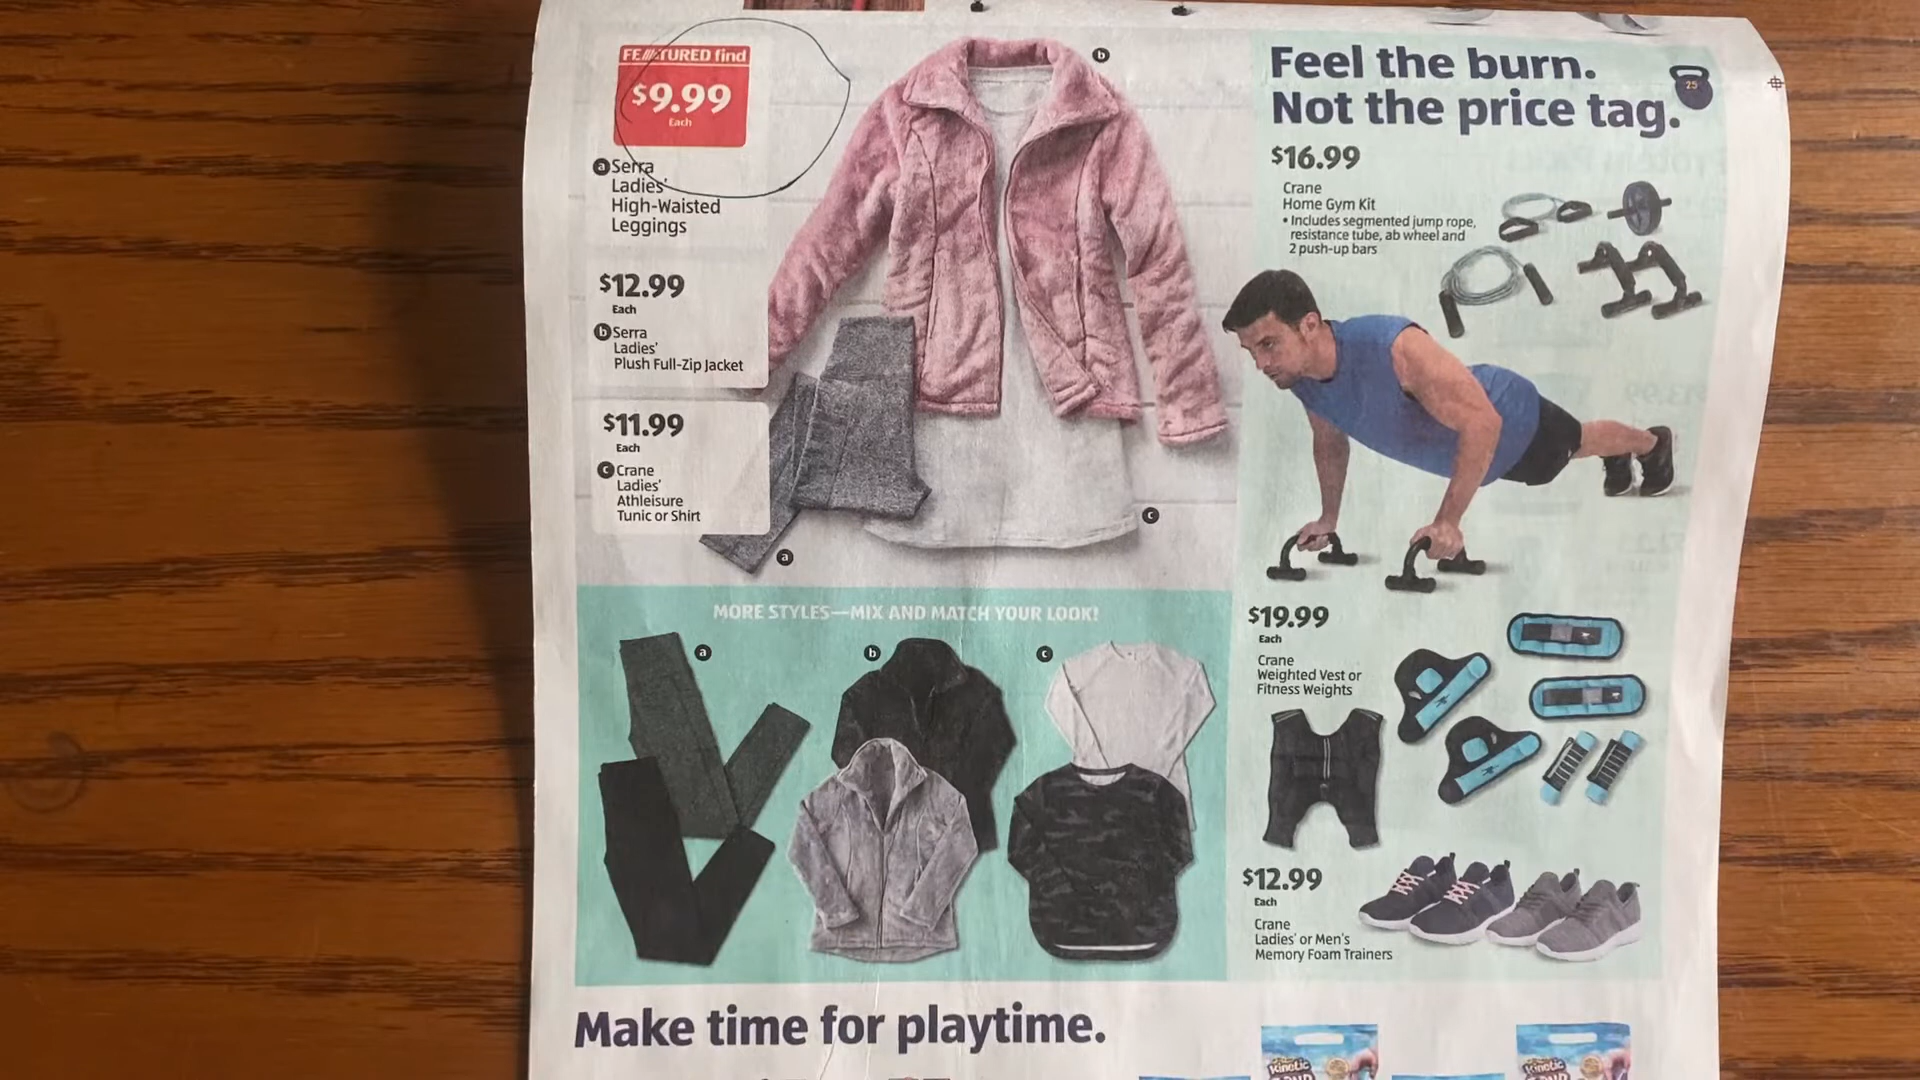 FEATURED find
$9.99
Each
a Serra
Ladies'
High-Waisted
Leggings
$12.99
Each
b Serra
Ladies'
Plush Full-Zip Jacket
$11.99
Each
c Crane
Ladies'
Athleisure
Tunic or Shirt
b
c
a
MORE STYLES—MIX AND MATCH YOUR LOOK!
a
b
c
Feel the burn.
Not the price tag.
25
$16.99
Crane
Home Gym Kit
• Includes segmented jump rope,
resistance tube, ab wheel and
2 push-up bars
$19.99
Each
Crane
Weighted Vest or
Fitness Weights
$12.99
Each
Crane
Ladies' or Men's
Memory Foam Trainers
Make time for playtime.
Kinetic
Kinetic